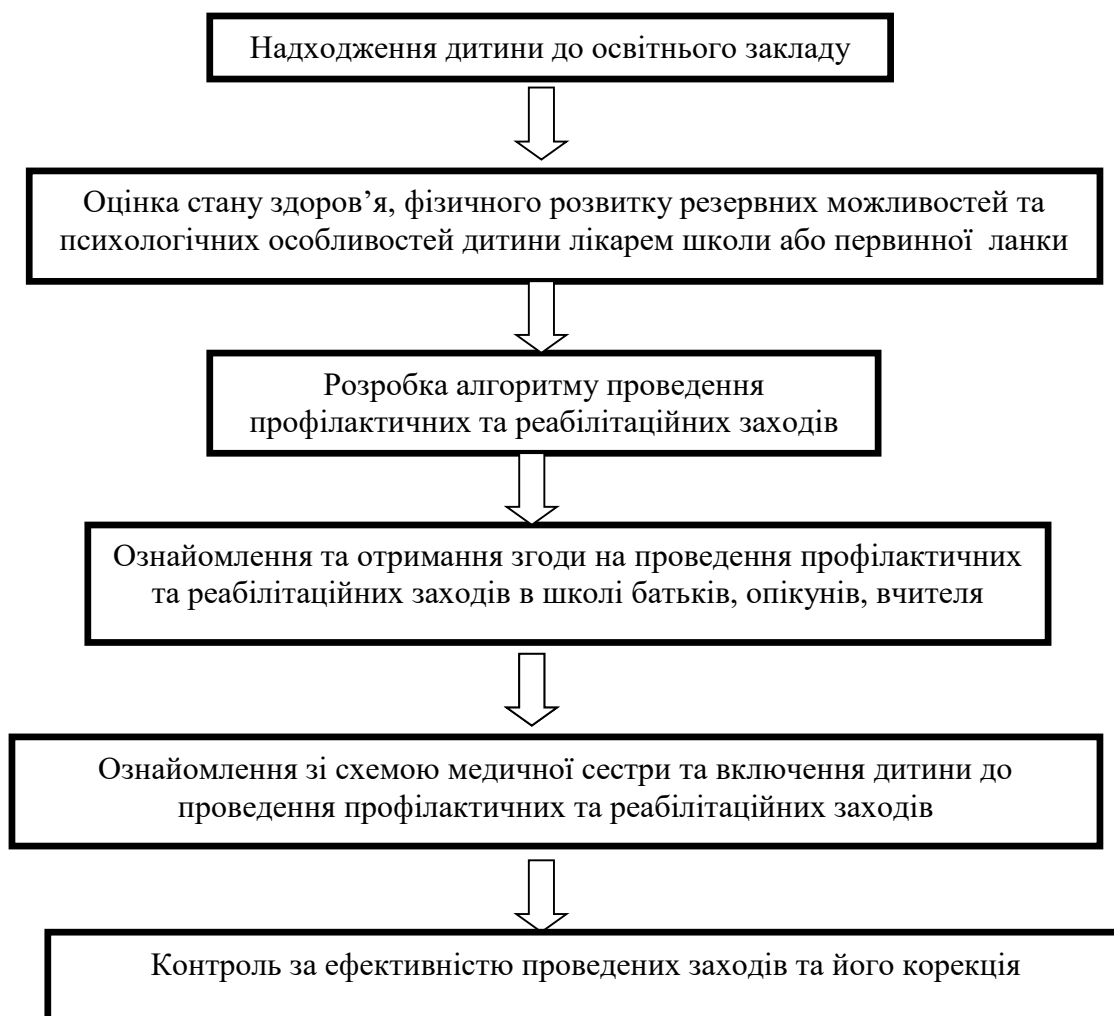 Надходження дитини до освітнього закладу
Оцінка стану здоров’я, фізичного розвитку резервних можливостей та
психологічних особливостей дитини лікарем школи або первинної ланки
Розробка алгоритму проведення
профілактичних та реабілітаційних заходів
Ознайомлення та отримання згоди на проведення профілактичних
та реабілітаційних заходів в школі батьків, опікунів, вчителя
Ознайомлення зі схемою медичної сестри та включення дитини до
проведення профілактичних та реабілітаційних заходів
Контроль за ефективністю проведених заходів та його корекція